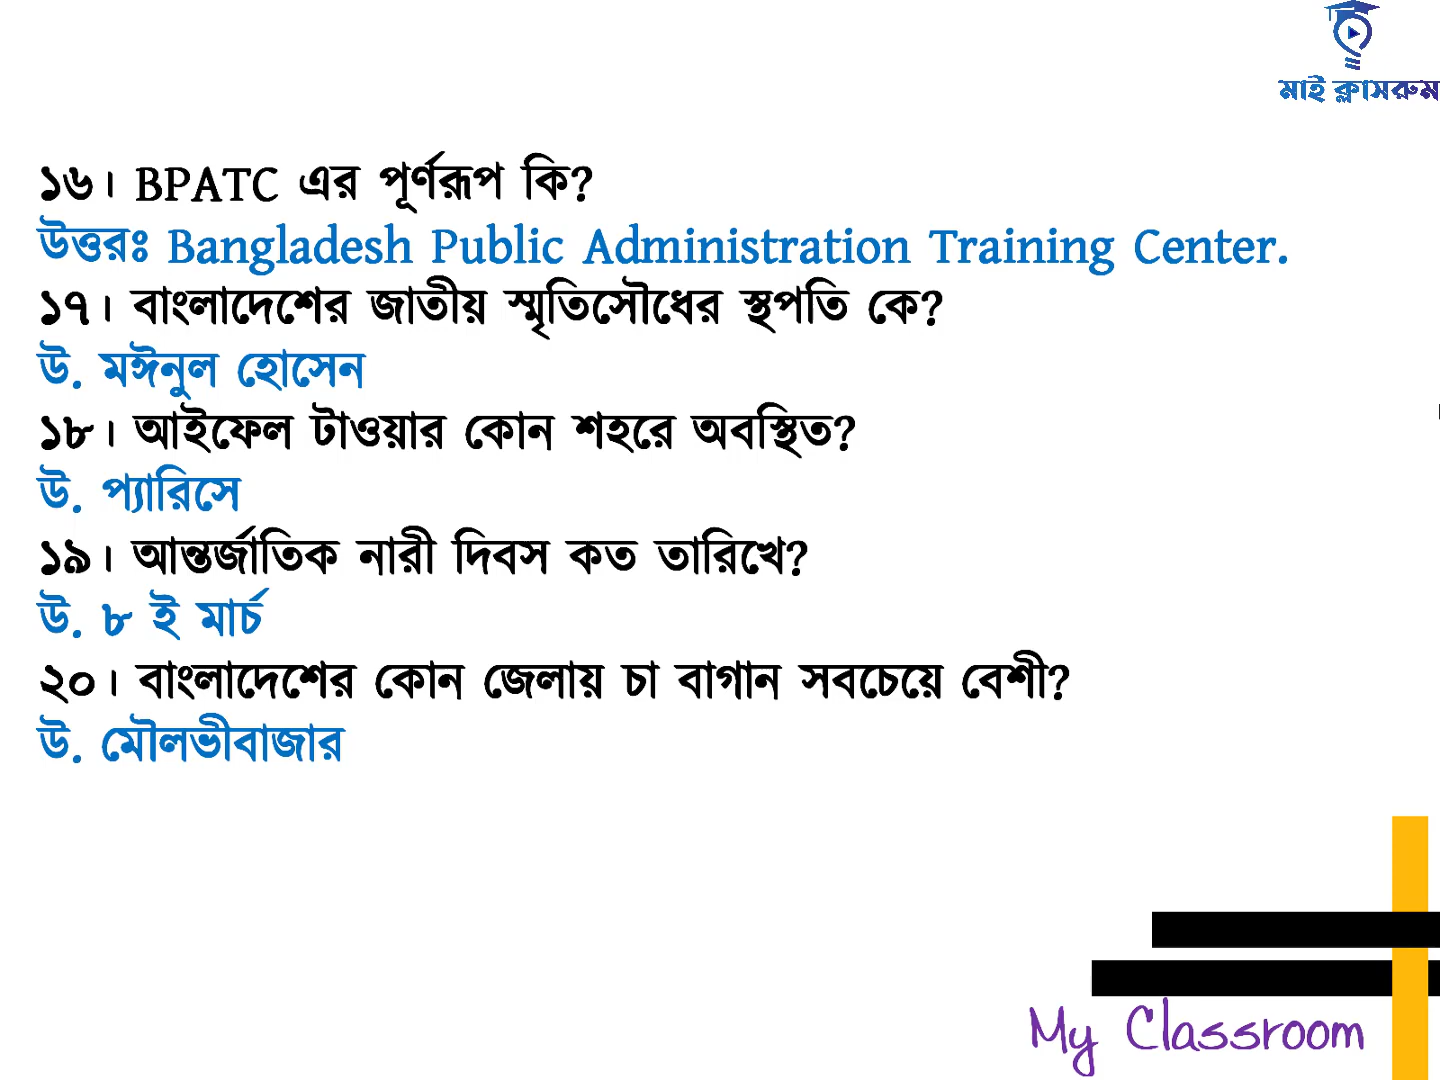 মাই ক্লাসরুম
১৬। BPATC এর পূর্ণরূপ কি?
উত্তরঃ Bangladesh Public Administration Training Center.
১৭। বাংলাদেশের জাতীয় স্মৃতিসৌধের স্থপতি কে?
উ. মঈনুল হোসেন
১৮। আইফেল টাওয়ার কোন শহরে অবস্থিত?
উ. প্যারিসে
১৯। আন্তর্জাতিক নারী দিবস কত তারিখে?
উ. ৮ ই মার্চ
২০। বাংলাদেশের কোন জেলায় চা বাগান সবচেয়ে বেশী?
উ. মৌলভীবাজার
My Classroom